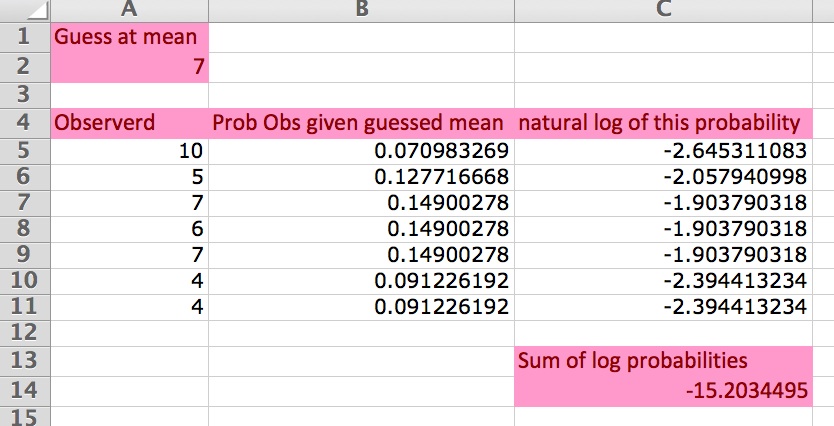 A B C
1 Guess at mean
2 7
3
4 Observerd Prob Obs given guessed mean natural log of this probability
5 10 0.070983269 -2.645311083
6 5 0.127716668 -2.057940998
7 7 0.14900278 -1.903790318
8 6 0.14900278 -1.903790318
9 7 0.14900278 -1.903790318
10 4 0.091226192 -2.394413234
11 4 0.091226192 -2.394413234
12
13 Sum of log probabilities
14 -15.2034495
15